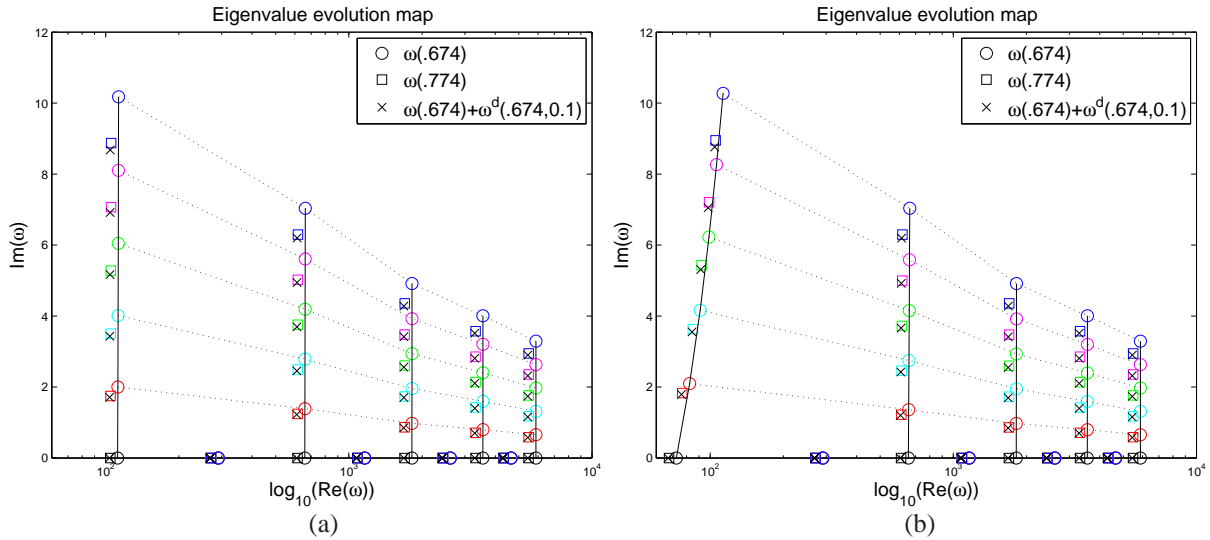 Eigenvalue evolution map
12
10
8
6
4
2
0
Im(ω)
10²
10³
10⁴
log₁₀(Re(ω))
ω(.674)
ω(.774)
ω(.674)+ωᵈ(.674,0.1)
(a)
Eigenvalue evolution map
12
10
8
6
4
2
0
Im(ω)
10²
10³
10⁴
log₁₀(Re(ω))
ω(.674)
ω(.774)
ω(.674)+ωᵈ(.674,0.1)
(b)